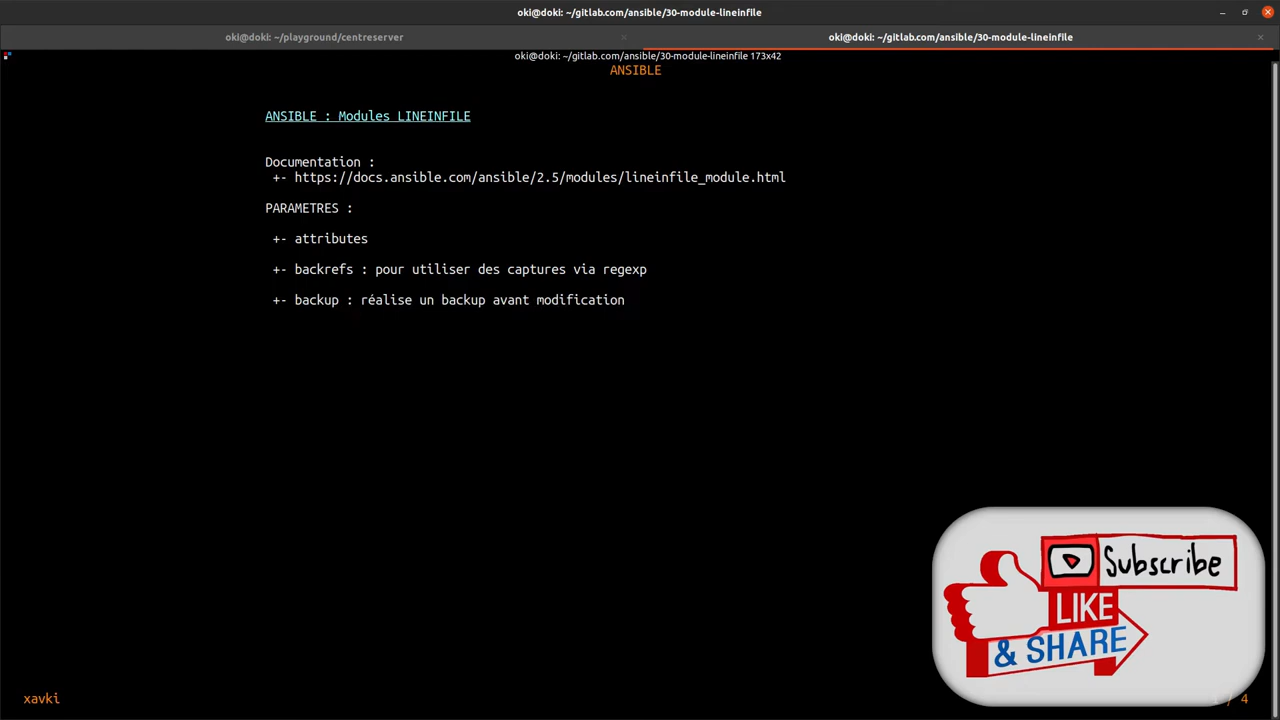 oki@doki: ~/gitlab.com/ansible/30-module-lineinfile
oki@doki: ~/playground/centreserver
oki@doki: ~/gitlab.com/ansible/30-module-lineinfile
oki@doki: ~/gitlab.com/ansible/30-module-lineinfile 173x42
ANSIBLE
ANSIBLE : Modules LINEINFILE
Documentation :
+- https://docs.ansible.com/ansible/2.5/modules/lineinfile_module.html
PARAMETRES :
+- attributes
+- backrefs : pour utiliser des captures via regexp
+- backup : réalise un backup avant modification
Subscribe
LIKE
& SHARE
xavki
/ 4